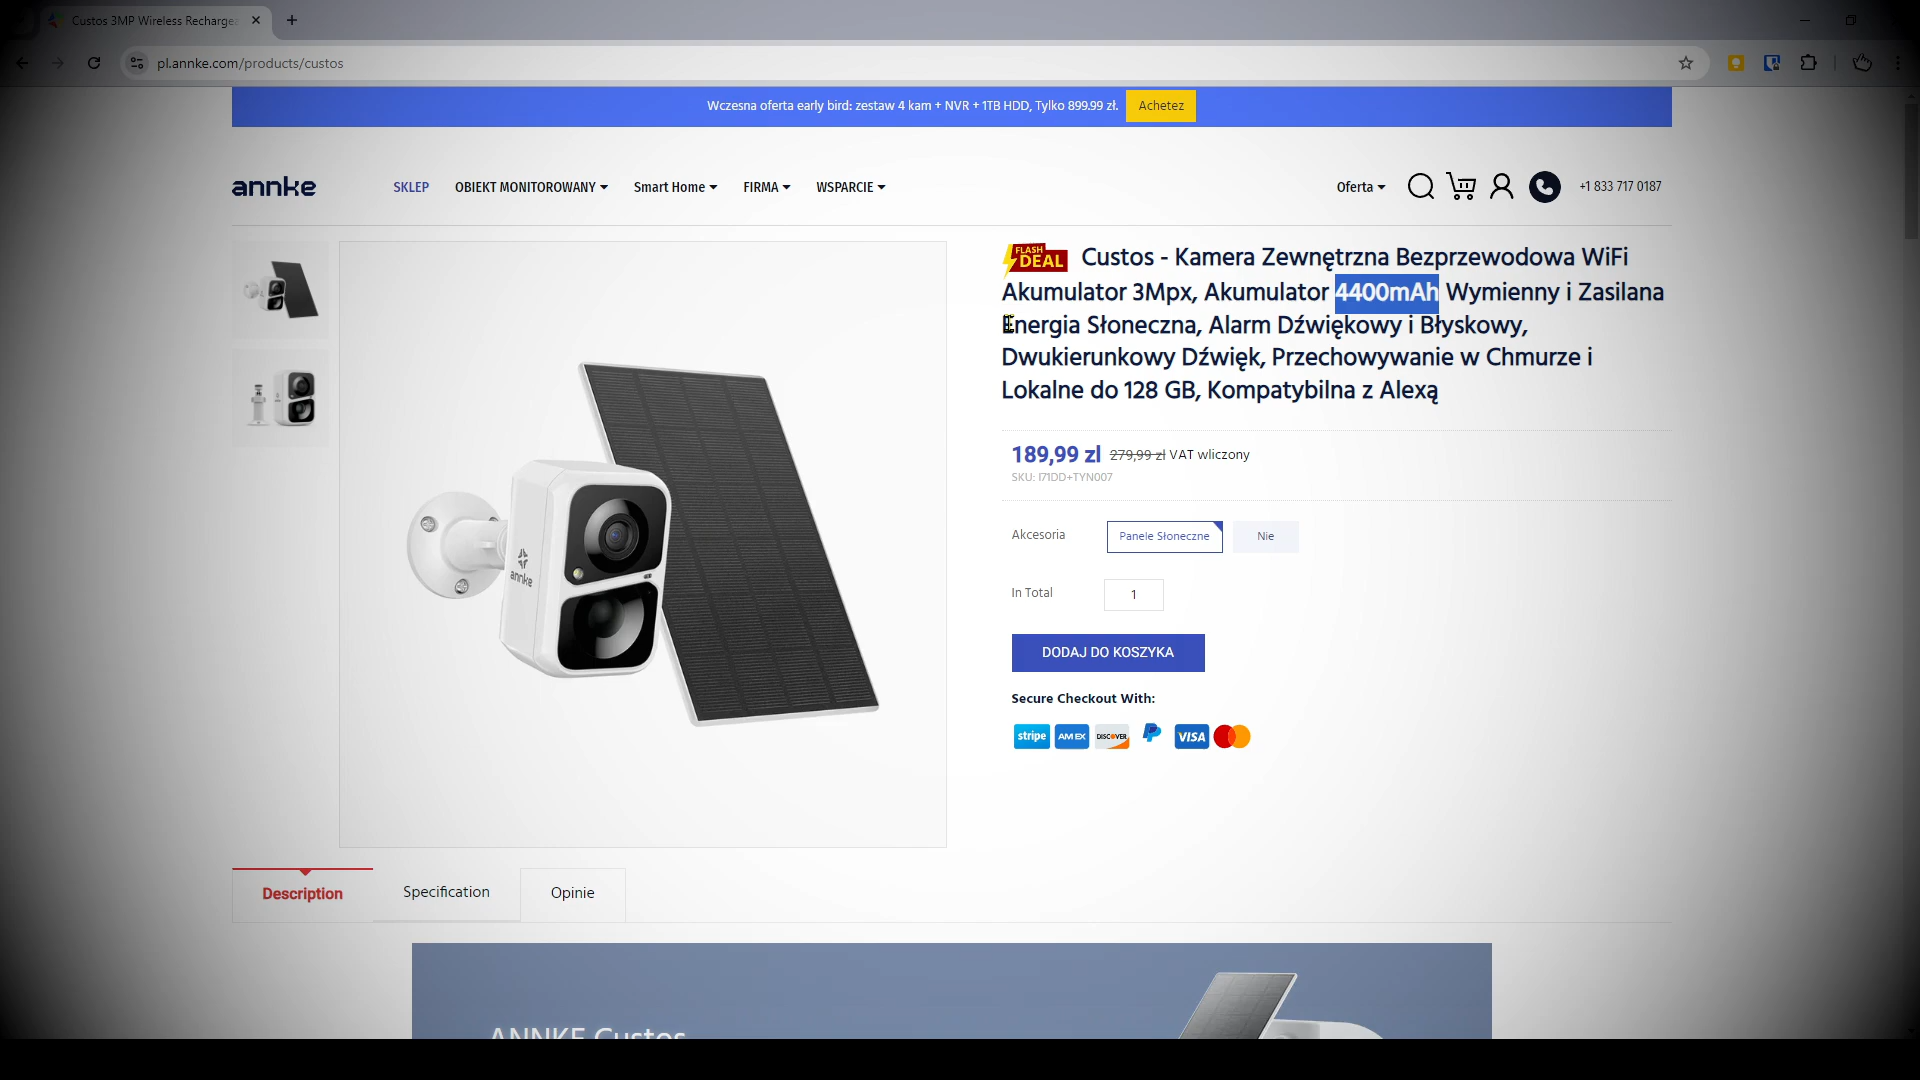 Custos 3MP Wireless Recharge
pl.annke.com/products/custos
Wczesna oferta early bird: zestaw 4 kam + NVR + 1TB HDD, Tylko 899.99 zł. Achetez
annke SKLEP OBIEKT MONITOROWANY Smart Home FIRMA WSPARCIE Oferta +1 833 717 0187
FLASH DEAL Custos - Kamera Zewnętrzna Bezprzewodowa WiFi
Akumulator 3Mpx, Akumulator 4400mAh Wymienny i Zasilana
Energia Słoneczna, Alarm Dźwiękowy i Błyskowy,
Dwukierunkowy Dźwięk, Przechowywanie w Chmurze i
Lokalne do 128 GB, Kompatybilna z Alexą
189,99 zl 279,99 zl VAT wliczony
SKU: I71DD+TYN007
Akcesoria Panele Słoneczne Nie
In Total 1
DODAJ DO KOSZYKA
Secure Checkout With:
stripe AMEX DISCOVER VISA
annke
Description Specification Opinie
ANNKE Custos